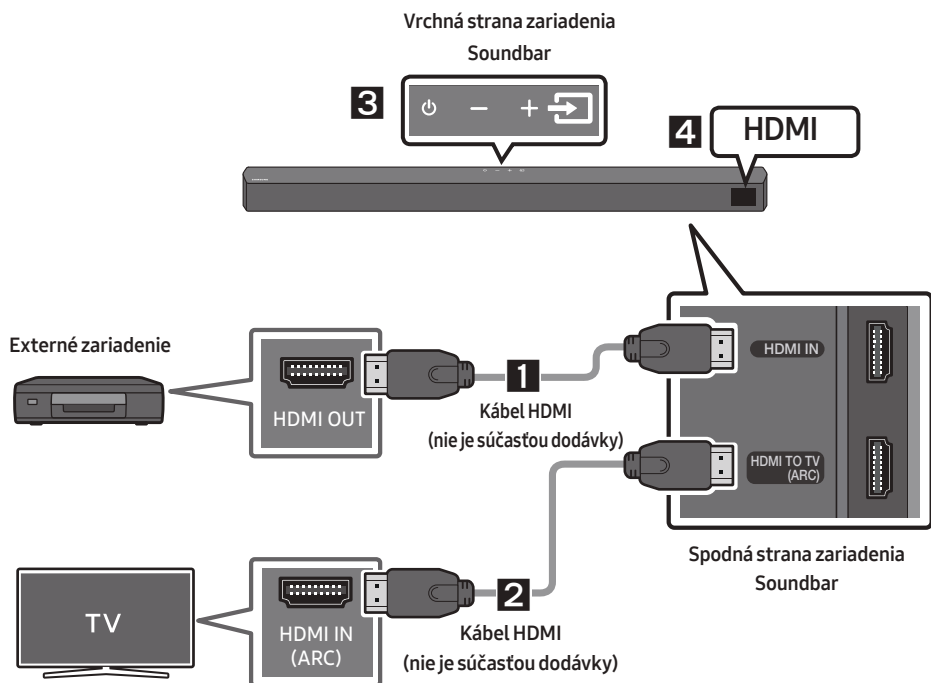 Vrchná strana zariadenia
Soundbar
3
4
HDMI
Externé zariadenie
HDMI OUT
1
Kábel HDMI
(nie je súčasťou dodávky)
HDMI IN
HDMI TO TV
(ARC)
Spodná strana zariadenia
Soundbar
TV
HDMI IN
(ARC)
2
Kábel HDMI
(nie je súčasťou dodávky)